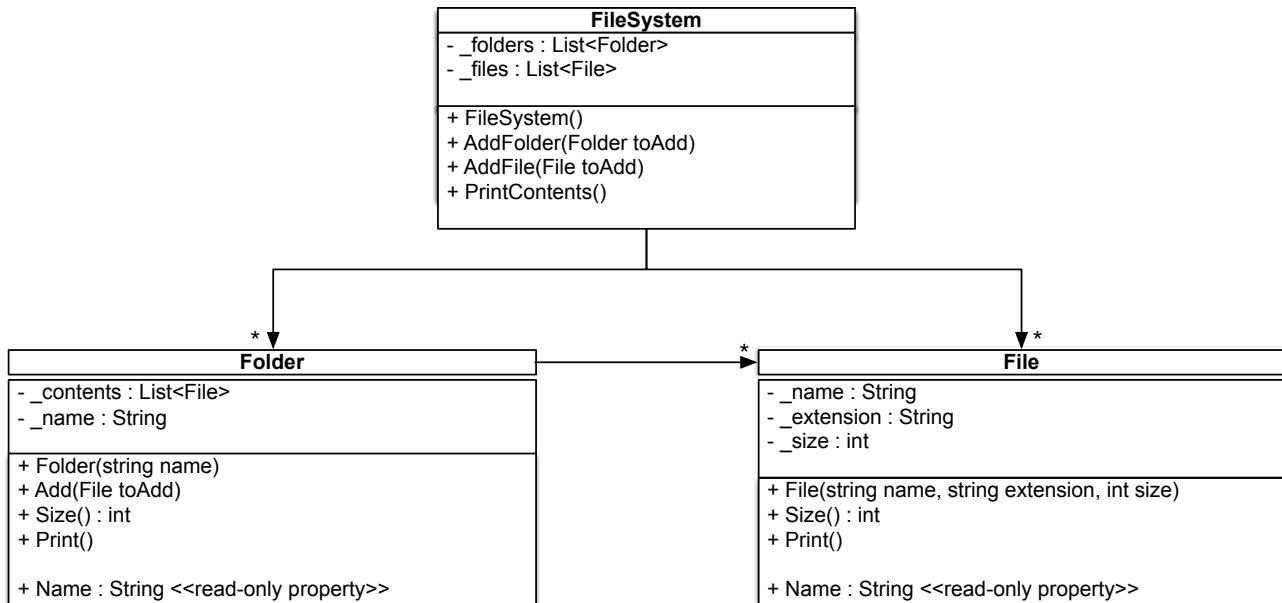 FileSystem
- _folders : List<Folder>
- _files : List<File>
+ FileSystem()
+ AddFolder(Folder toAdd)
+ AddFile(File toAdd)
+ PrintContents()
*
*
*
Folder
- _contents : List<File>
- _name : String
+ Folder(string name)
+ Add(File toAdd)
+ Size() : int
+ Print()
+ Name : String <<read-only property>>
File
- _name : String
- _extension : String
- _size : int
+ File(string name, string extension, int size)
+ Size() : int
+ Print()
+ Name : String <<read-only property>>